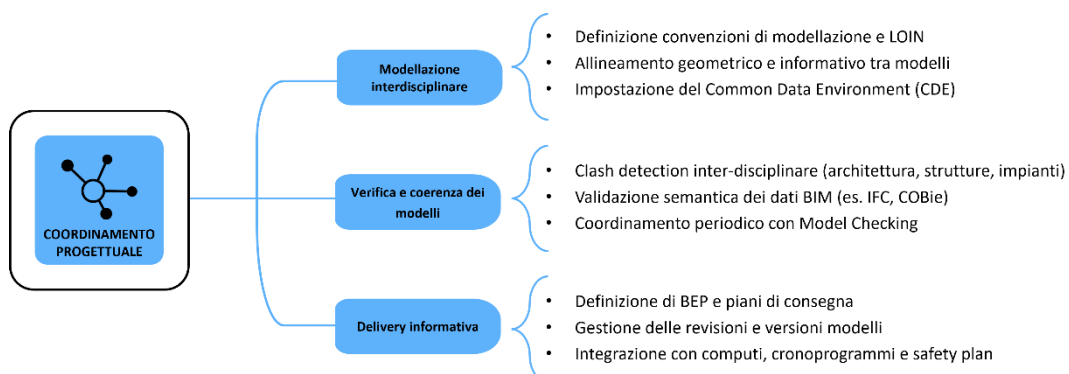 COORDINAMENTO
PROGETTUALE
Modellazione
interdisciplinare
• Definizione convenzioni di modellazione e LOIN
• Allineamento geometrico e informativo tra modelli
• Impostazione del Common Data Environment (CDE)
Verifica e coerenza dei
modelli
• Clash detection inter-disciplinare (architettura, strutture, impianti)
• Validazione semantica dei dati BIM (es. IFC, COBie)
• Coordinamento periodico con Model Checking
Delivery informativa
• Definizione di BEP e piani di consegna
• Gestione delle revisioni e versioni modelli
• Integrazione con computi, cronoprogrammi e safety plan